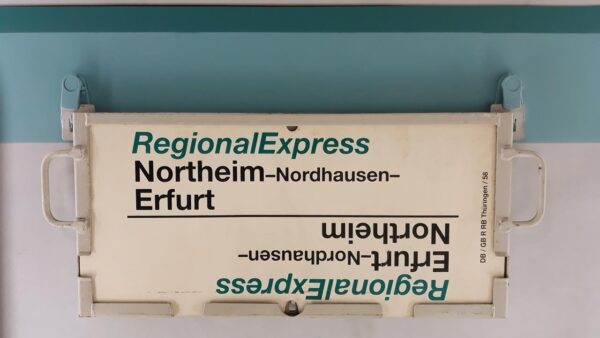 RegionalExpress
Northeim–Nordhausen–
Erfurt
RegionalExpress
Erfurt–Nordhausen–
Northeim
DB / GB R RB Thüringen / 58